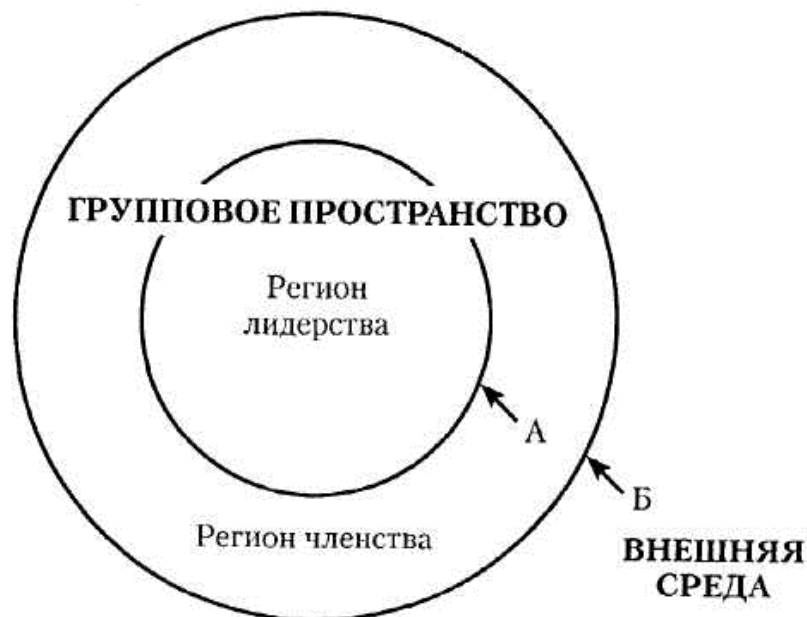 ГРУППОВОЕ ПРОСТРАНСТВО
Регион
лидерства
А
Б
Регион членства
ВНЕШНЯЯ
СРЕДА